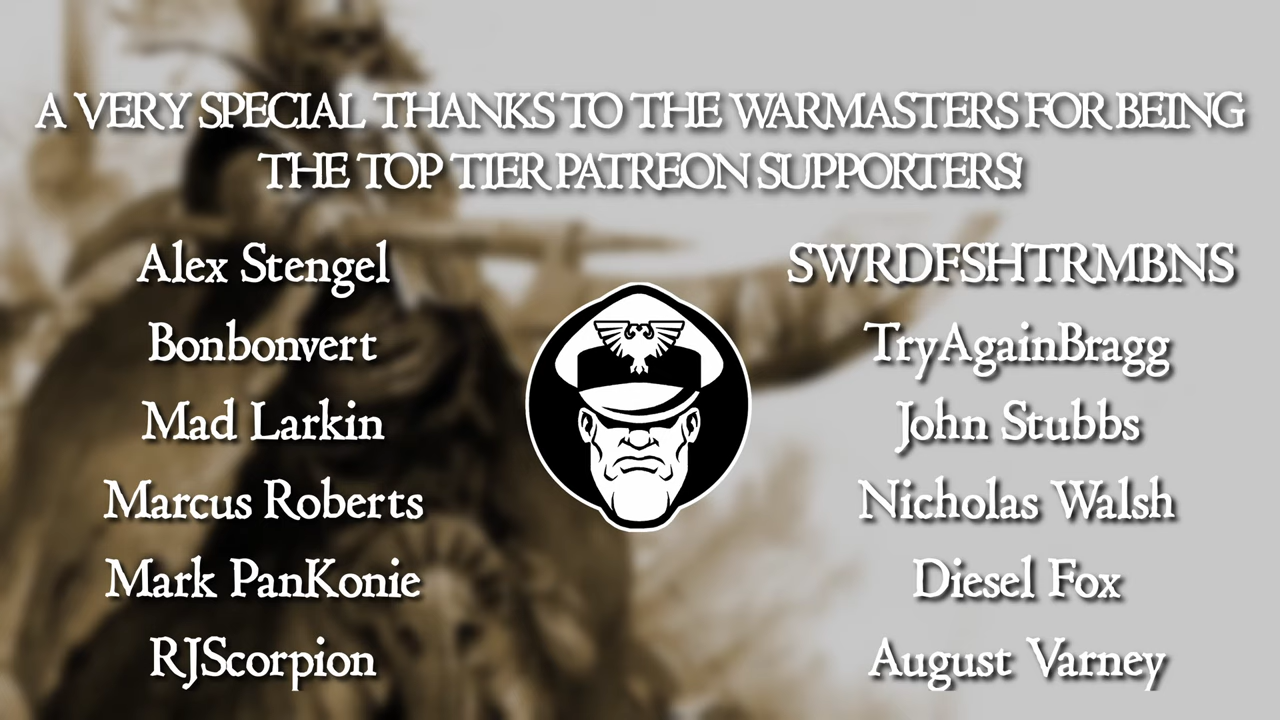 A VERY SPECIAL THANKS TO THE WARMASTERS FOR BEING
THE TOP TIER PATREON SUPPORTERS!
Alex Stengel
Bonbonvert
Mad Larkin
Marcus Roberts
Mark PanKonie
RJScorpion
SWRDFSHTRMBNS
TryAgainBragg
John Stubbs
Nicholas Walsh
Diesel Fox
August Varney